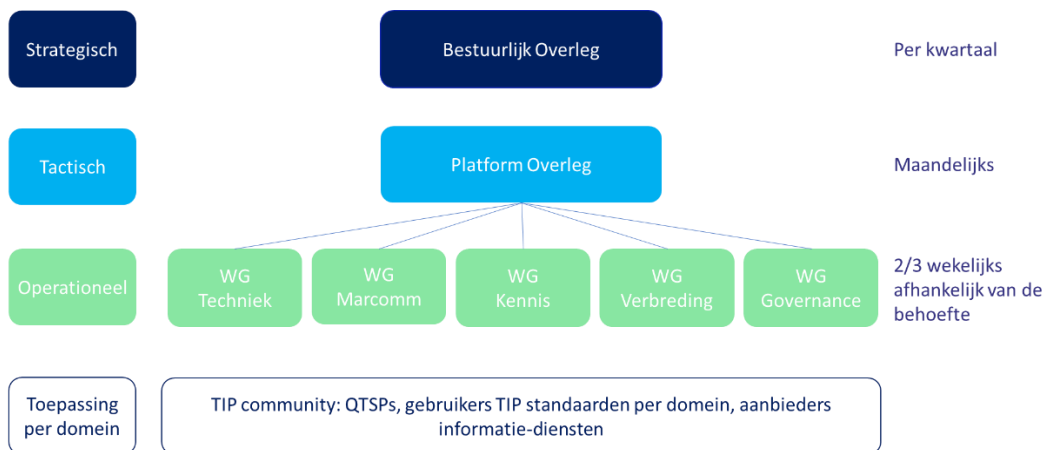 Strategisch
Bestuurlijk Overleg
Per kwartaal
Tactisch
Platform Overleg
Maandelijks
Operationeel
WG
Techniek
WG
Marcomm
WG
Kennis
WG
Verbreding
WG
Governance
2/3 wekelijks
afhankelijk van de
behoefte
Toepassing
per domein
TIP community: QTSPs, gebruikers TIP standaarden per domein, aanbieders
informatie-diensten